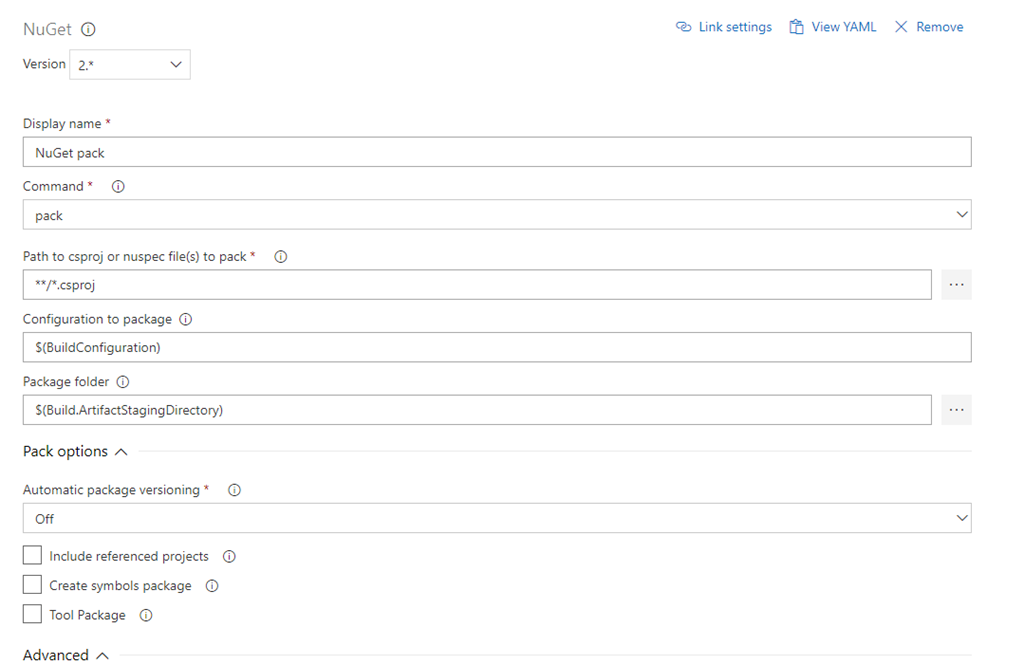 NuGet
Link settings View YAML Remove
Version 2.*
Display name *
NuGet pack
Command *
pack
Path to csproj or nuspec file(s) to pack *
**/*.csproj
...
Configuration to package
$(BuildConfiguration)
Package folder
$(Build.ArtifactStagingDirectory)
...
Pack options
Automatic package versioning *
Off
Include referenced projects
Create symbols package
Tool Package
Advanced